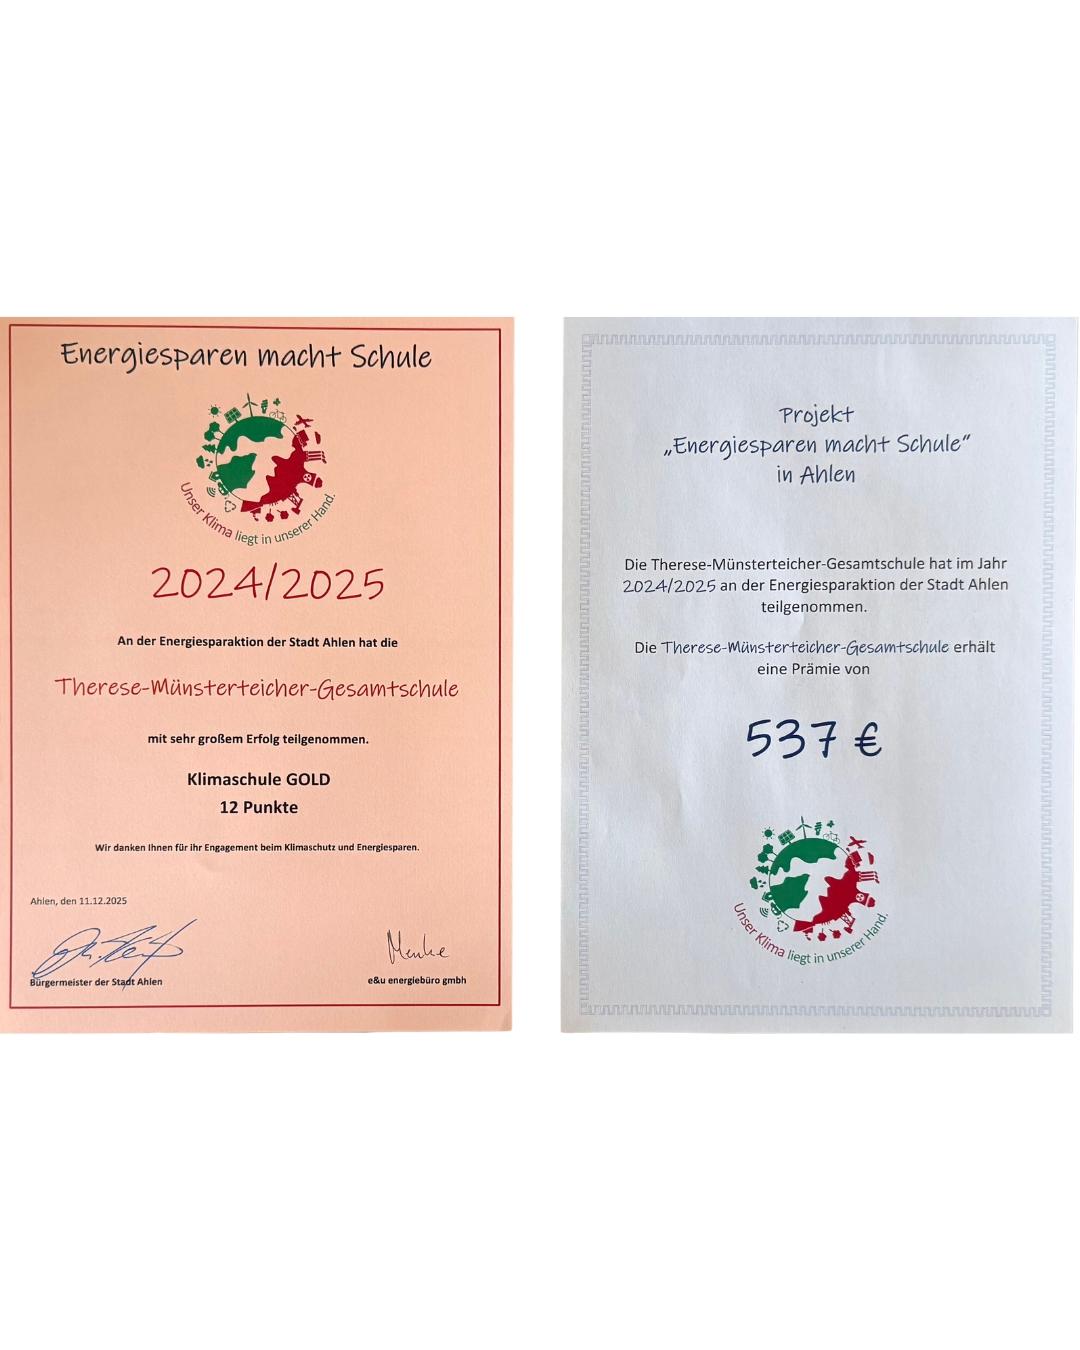 Energiesparen macht Schule
Unser Klima liegt in unserer Hand.
2024/2025
An der Energiesparaktion der Stadt Ahlen hat die
Therese-Münsterteicher-Gesamtschule
mit sehr großem Erfolg teilgenommen.
Klimaschule GOLD
12 Punkte
Wir danken Ihnen für ihr Engagement beim Klimaschutz und Energiesparen.
Ahlen, den 11.12.2025
Menke
Bürgermeister der Stadt Ahlen
e&u energiebüro gmbh
Projekt
„Energiesparen macht Schule“
in Ahlen
Die Therese-Münsterteicher-Gesamtschule hat im Jahr
2024/2025 an der Energiesparaktion der Stadt Ahlen
teilgenommen.
Die Therese-Münsterteicher-Gesamtschule erhält
eine Prämie von
537 €
Unser Klima liegt in unserer Hand.